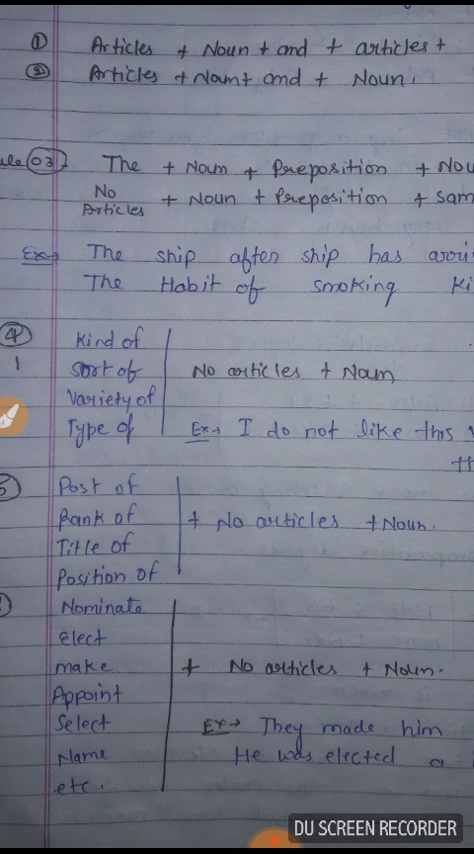 ① Articles + Noun + and + articles +
② Articles + Noun + and + Noun.
03 The + Noun + Preposition +
No Articles + Noun + Preposition +
Ex→ The ship after ship has
The Habit of smoking
④ Kind of
1 Sort of No articles + Noun
Variety of
Type of Ex→ I do not like this
Post of
Rank of + No articles + Noun.
Title of
Position of
Nominate
Elect
make + No articles + Noun.
Appoint
Select Ex→ They made him
Name He was elected a
etc.
DU SCREEN RECORDER